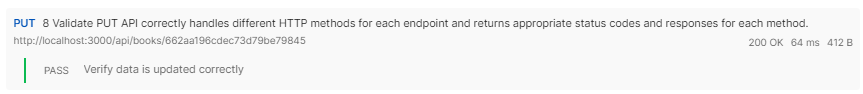 PUT 8 Validate PUT API correctly handles different HTTP methods for each endpoint and returns appropriate status codes and responses for each method.
http://localhost:3000/api/books/662aa196cdec73d79be79845 200 OK 64 ms 412 B
PASS Verify data is updated correctly